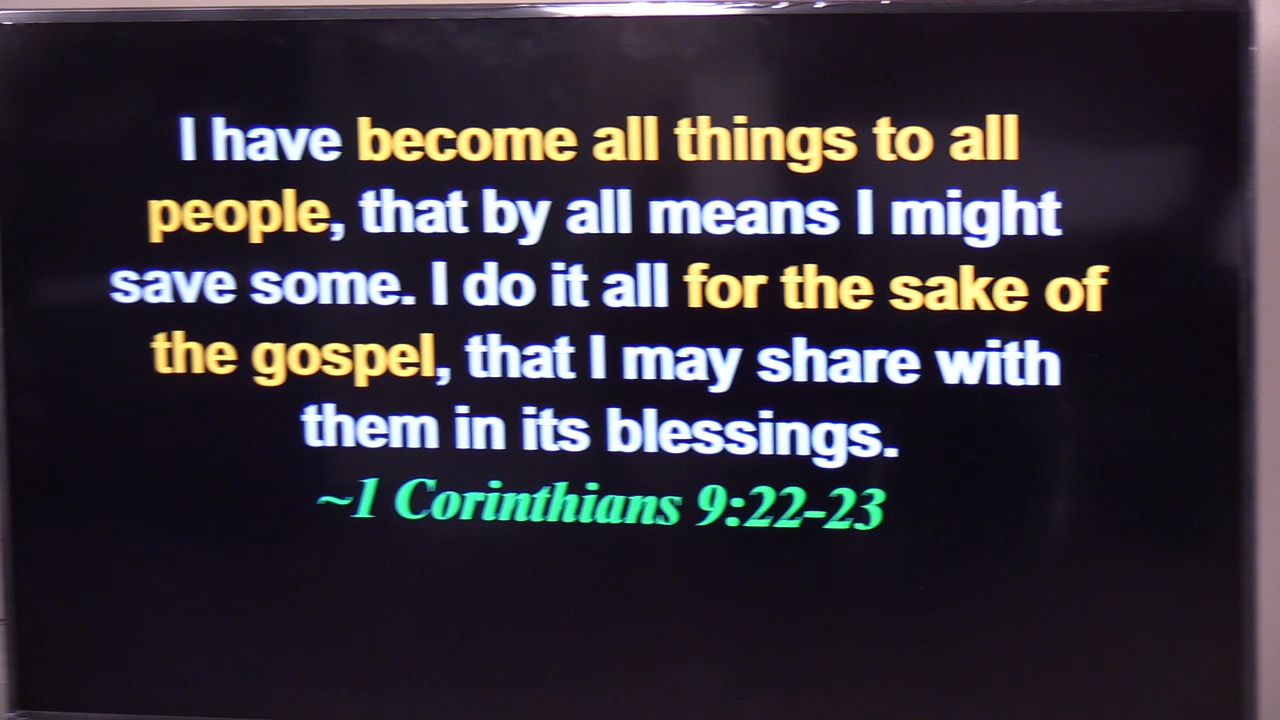 I have become all things to all
people, that by all means I might
save some. I do it all for the sake of
the gospel, that I may share with
them in its blessings.
~1 Corinthians 9:22-23